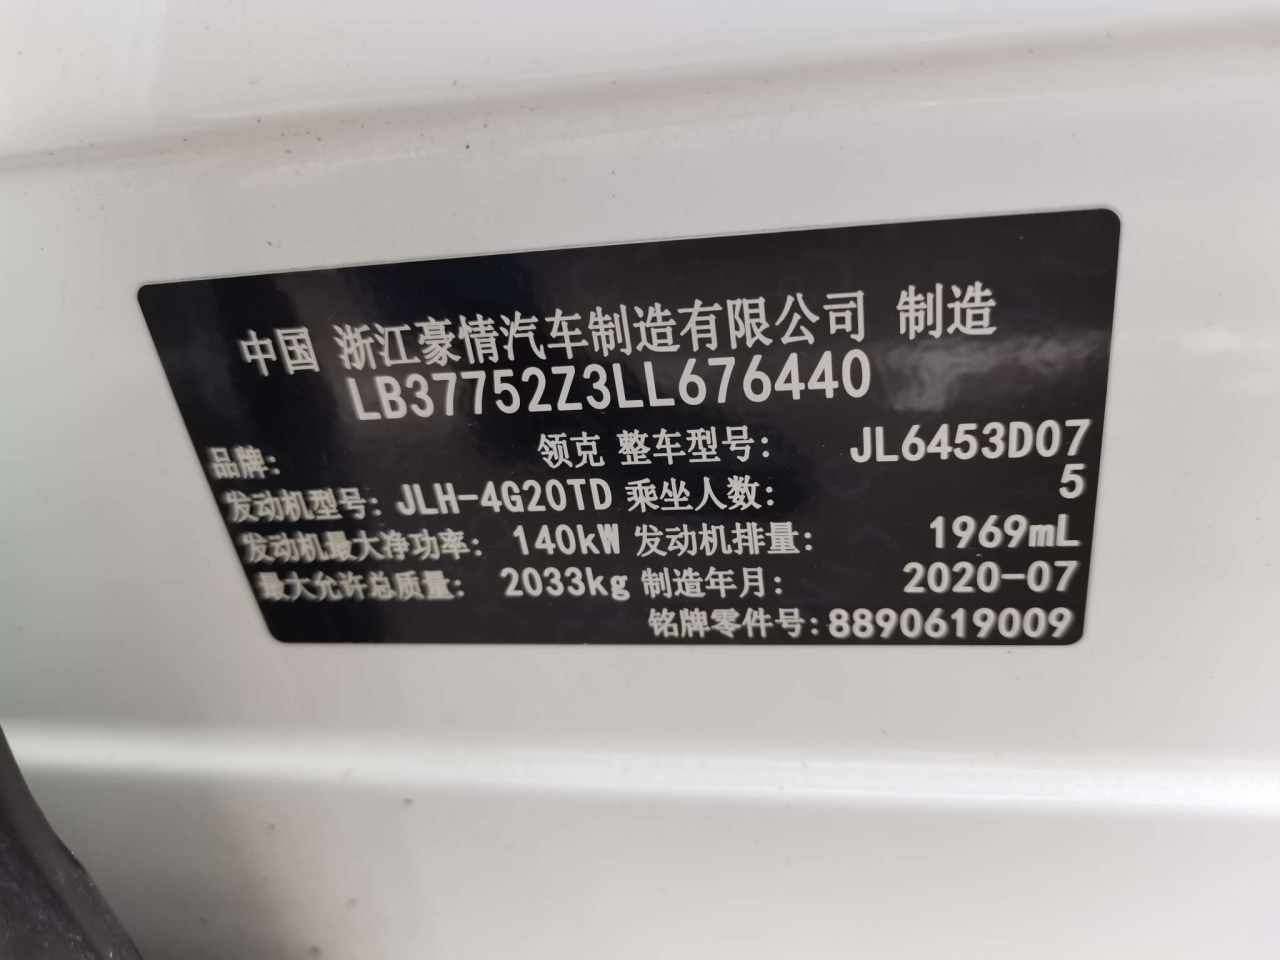 中国 浙江豪情汽车制造有限公司 制造
LB37752Z3LL676440
品牌: 领克 整车型号: JL6453D07
发动机型号: JLH-4G20TD 乘坐人数: 5
发动机最大净功率: 140kW 发动机排量: 1969mL
最大允许总质量: 2033kg 制造年月: 2020-07
铭牌零件号:8890619009